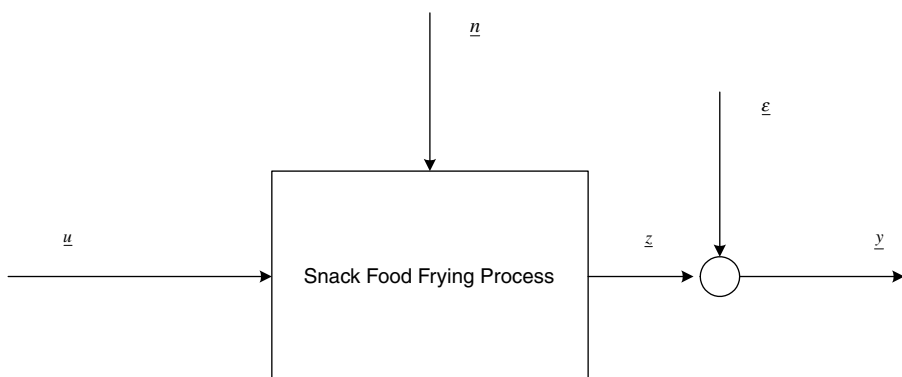 n
ε
u
z
y
Snack Food Frying Process